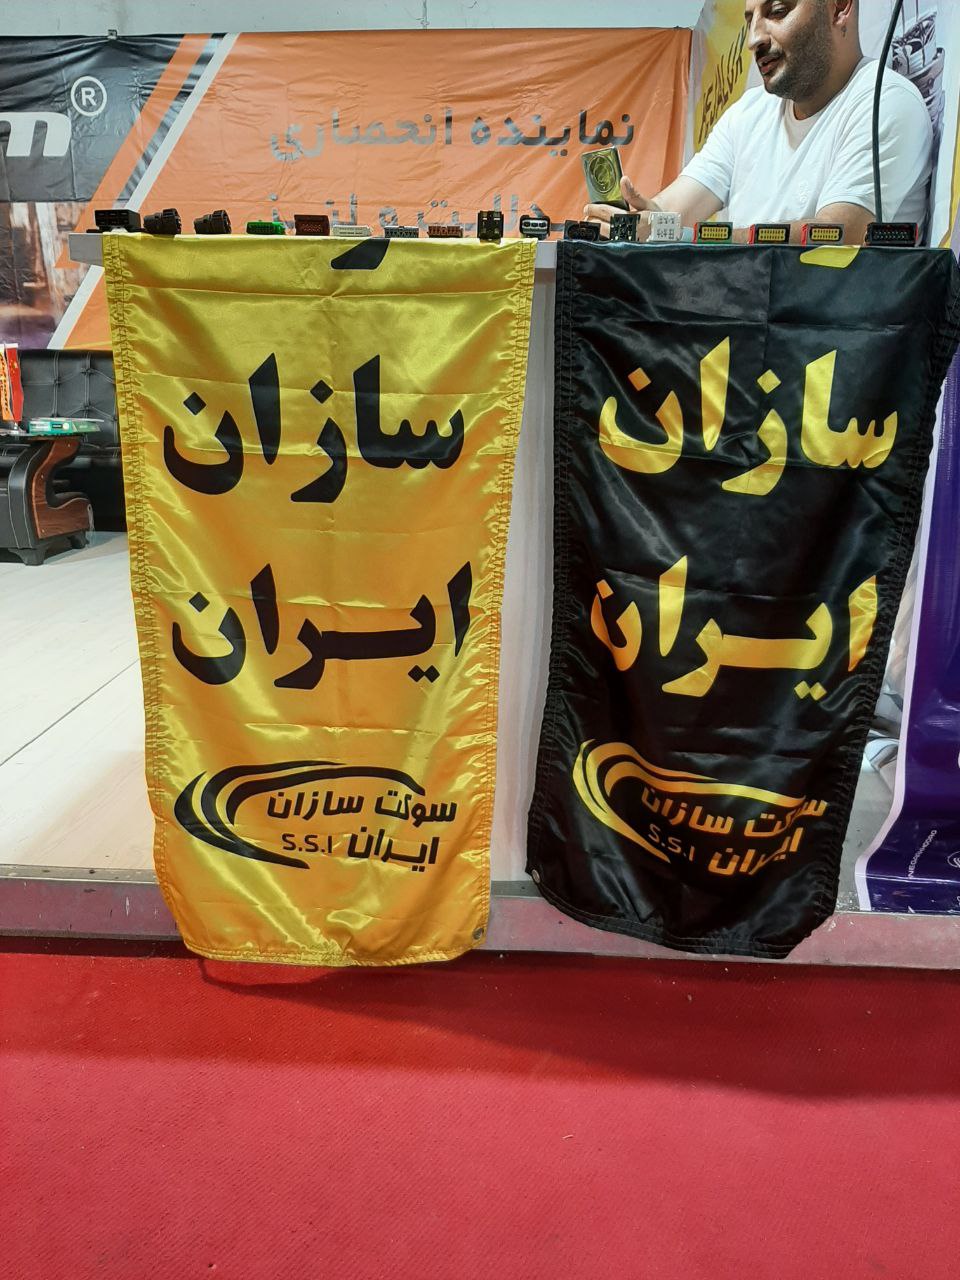 ®
m
نماینده انحصاری
سازان
ایران
سوکت سازان
ایران S.S.I
سازان
ایران
سوکت سازان
ایران S.S.I